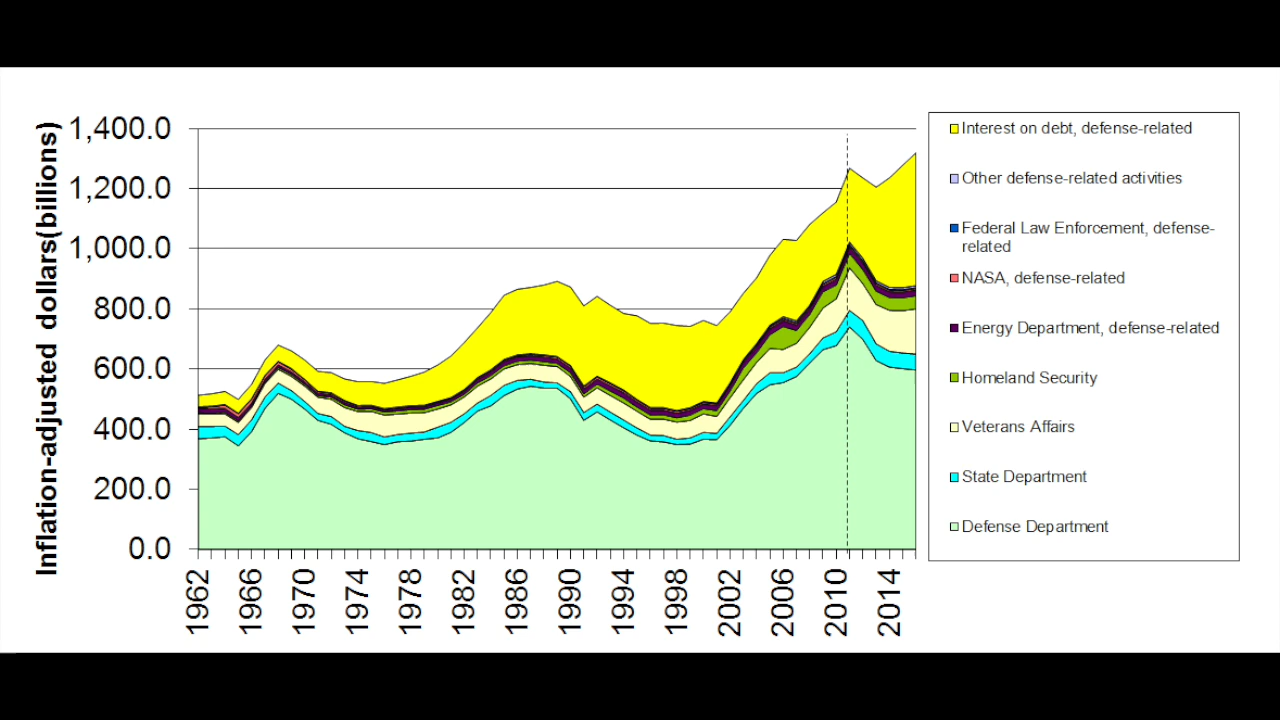 Inflation-adjusted dollars(billions)
1,400.0
1,200.0
1,000.0
800.0
600.0
400.0
200.0
0.0
1962
1966
1970
1974
1978
1982
1986
1990
1994
1998
2002
2006
2010
2014
Interest on debt, defense-related
Other defense-related activities
Federal Law Enforcement, defense-
related
NASA, defense-related
Energy Department, defense-related
Homeland Security
Veterans Affairs
State Department
Defense Department